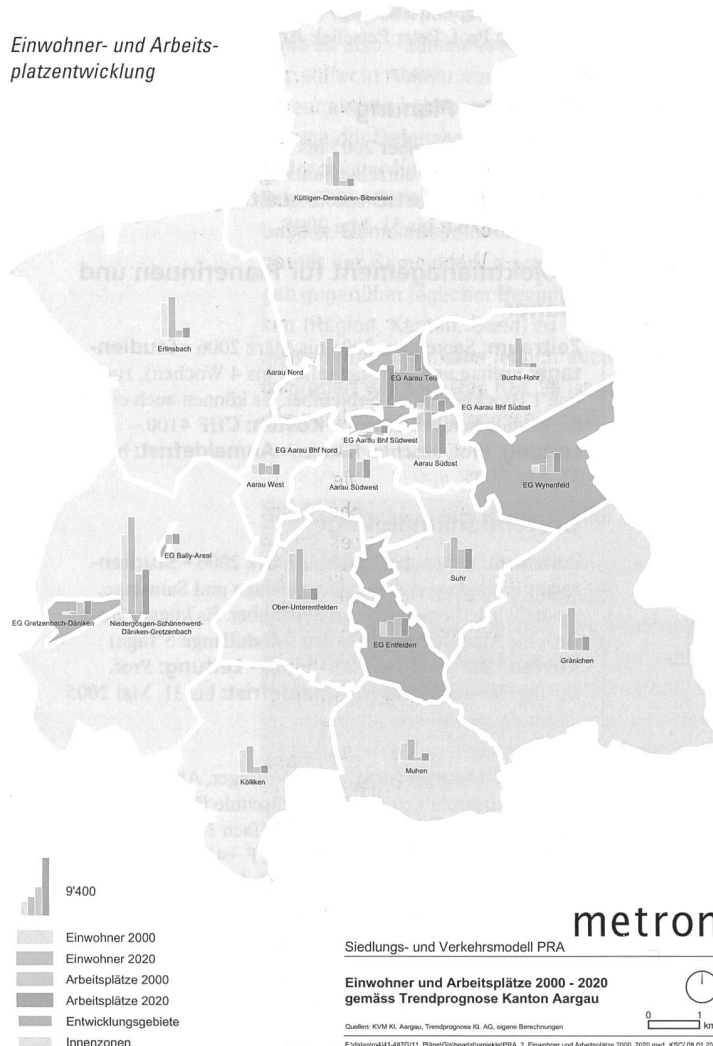 Einwohner- und Arbeits-
platzentwicklung
Küttigen-Densbüren-Biberstein
Erlinsbach
Aarau Nord
EG Aarau Telli
Buchs-Rohr
EG Aarau Bhf Südost
EG Aarau Bhf Südwest
EG Aarau Bhf Nord
Aarau Südost
Aarau West
Aarau Südwest
EG Wynenfeld
EG Bally-Areal
Suhr
Ober-Unterentfelden
EG Gretzenbach-Däniken
Niedergösgen-Schönenwerd-
Däniken-Gretzenbach
EG Entfelden
Gränichen
Kölliken
Muhen
9'400
Einwohner 2000
Einwohner 2020
Arbeitsplätze 2000
Arbeitsplätze 2020
Entwicklungsgebiete
Innenzonen
metron
Siedlungs- und Verkehrsmodell PRA
Einwohner und Arbeitsplätze 2000 - 2020
gemäss Trendprognose Kanton Aargau
0 1
km
Quellen: KVM Kt. Aargau, Trendprognose Kt. AG, eigene Berechnungen